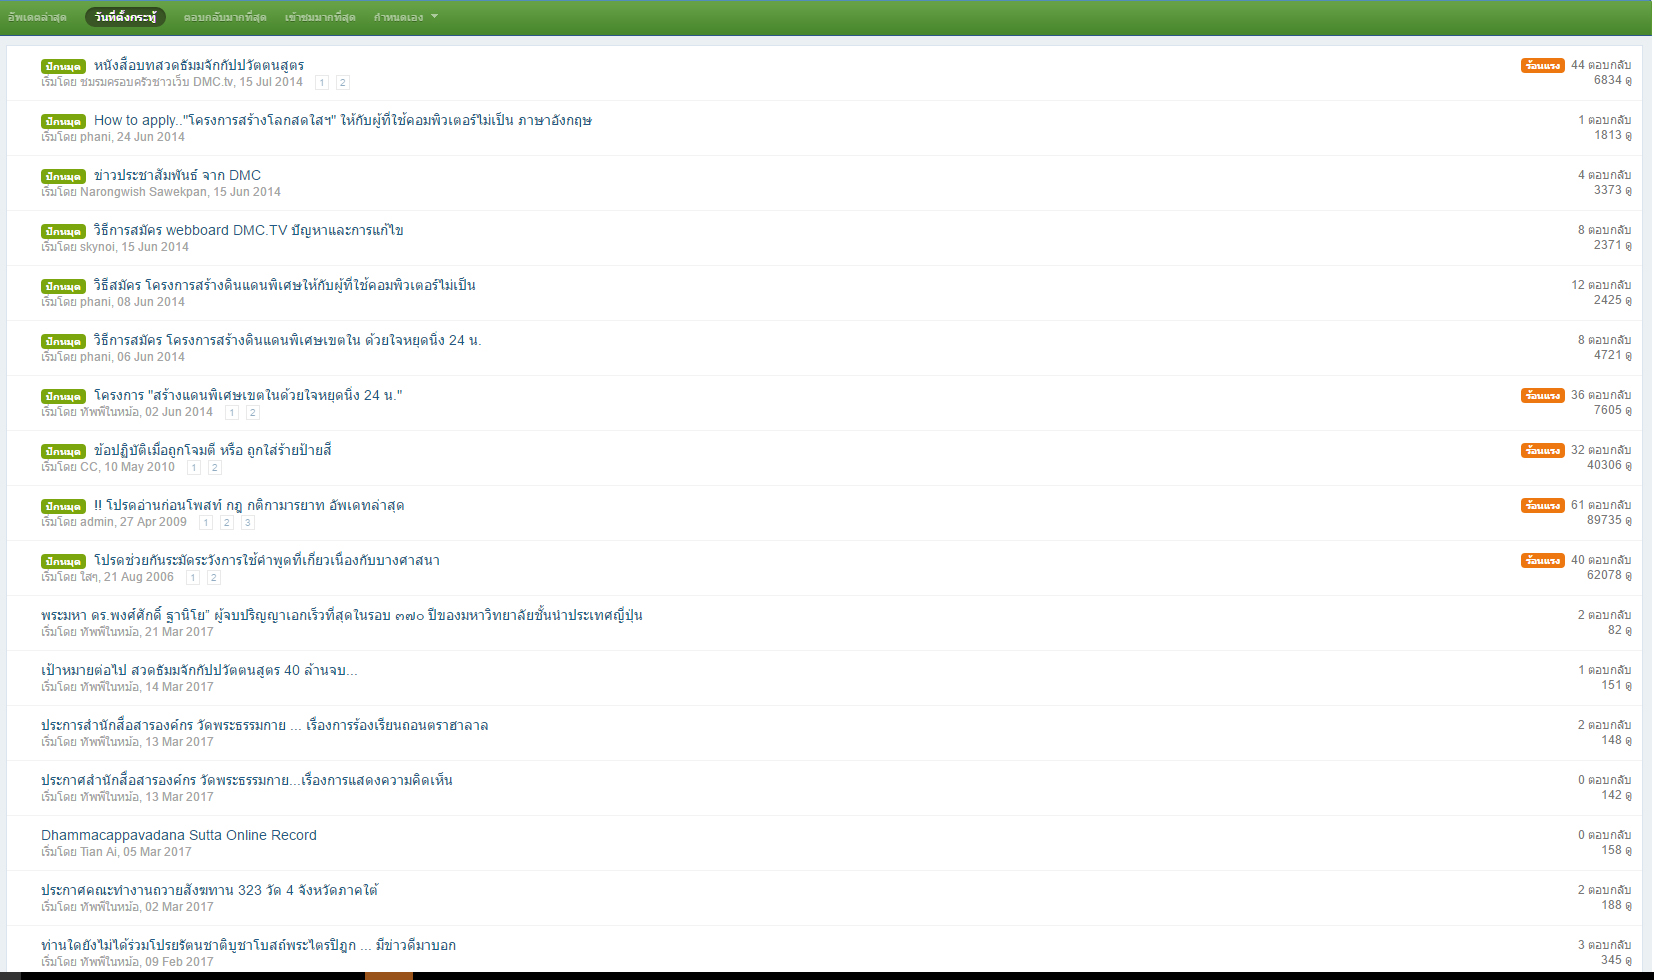 อัพเดตล่าสุด วันที่ตั้งกระทู้ ตอบกลับมากที่สุด เข้าชมมากที่สุด กำหนดเอง
ปักหมุด หนังสือบทสวดธัมมจักกัปปวัตตนสูตร ร้อนแรง 44 ตอบกลับ
เริ่มโดย ชมรมครอบครัวชาวเว็บ DMC.tv, 15 Jul 2014 1 2 6834 ดู
ปักหมุด How to apply.."โครงการสร้างโลกสดใสฯ" ให้กับผู้ที่ใช้คอมพิวเตอร์ไม่เป็น ภาษาอังกฤษ 1 ตอบกลับ
เริ่มโดย phani, 24 Jun 2014 1813 ดู
ปักหมุด ข่าวประชาสัมพันธ์ จาก DMC 4 ตอบกลับ
เริ่มโดย Narongwish Sawekpan, 15 Jun 2014 3373 ดู
ปักหมุด วิธีการสมัคร webboard DMC.TV ปัญหาและการแก้ไข 8 ตอบกลับ
เริ่มโดย skynoi, 15 Jun 2014 2371 ดู
ปักหมุด วิธีสมัคร โครงการสร้างดินแดนพิเศษให้กับผู้ที่ใช้คอมพิวเตอร์ไม่เป็น 12 ตอบกลับ
เริ่มโดย phani, 08 Jun 2014 2425 ดู
ปักหมุด วิธีการสมัคร โครงการสร้างดินแดนพิเศษเขตใน ด้วยใจหยุดนิ่ง 24 น. 8 ตอบกลับ
เริ่มโดย phani, 06 Jun 2014 4721 ดู
ปักหมุด โครงการ "สร้างแดนพิเศษเขตในด้วยใจหยุดนิ่ง 24 น." ร้อนแรง 36 ตอบกลับ
เริ่มโดย ทัพพีในหม้อ, 02 Jun 2014 1 2 7605 ดู
ปักหมุด ข้อปฏิบัติเมื่อถูกโจมตี หรือ ถูกใส่ร้ายป้ายสี ร้อนแรง 32 ตอบกลับ
เริ่มโดย CC, 10 May 2010 1 2 40306 ดู
ปักหมุด !! โปรดอ่านก่อนโพสท์ กฎ กติกามารยาท อัพเดทล่าสุด ร้อนแรง 61 ตอบกลับ
เริ่มโดย admin, 27 Apr 2009 1 2 3 89735 ดู
ปักหมุด โปรดช่วยกันระมัดระวังการใช้คำพูดที่เกี่ยวเนื่องกับบางศาสนา ร้อนแรง 40 ตอบกลับ
เริ่มโดย ใสๆ, 21 Aug 2006 1 2 62078 ดู
พระมหา ดร.พงศ์ศักดิ์ ฐานิโย” ผู้จบปริญญาเอกเร็วที่สุดในรอบ ๓๗๐ ปีของมหาวิทยาลัยชั้นนำประเทศญี่ปุ่น 2 ตอบกลับ
เริ่มโดย ทัพพีในหม้อ, 21 Mar 2017 82 ดู
เป้าหมายต่อไป สวดธัมมจักกัปปวัตตนสูตร 40 ล้านจบ... 1 ตอบกลับ
เริ่มโดย ทัพพีในหม้อ, 14 Mar 2017 151 ดู
ประการสำนักสื่อสารองค์กร วัดพระธรรมกาย ... เรื่องการร้องเรียนถอนตราฮาลาล 2 ตอบกลับ
เริ่มโดย ทัพพีในหม้อ, 13 Mar 2017 148 ดู
ประกาศสำนักสื่อสารองค์กร วัดพระธรรมกาย...เรื่องการแสดงความคิดเห็น 0 ตอบกลับ
เริ่มโดย ทัพพีในหม้อ, 13 Mar 2017 142 ดู
Dhammacappavadana Sutta Online Record 0 ตอบกลับ
เริ่มโดย Tian Ai, 05 Mar 2017 158 ดู
ประกาศคณะทำงานถวายสังฆทาน 323 วัด 4 จังหวัดภาคใต้ 2 ตอบกลับ
เริ่มโดย ทัพพีในหม้อ, 02 Mar 2017 188 ดู
ท่านใดยังไม่ได้ร่วมโปรยรัตนชาติบูชาโบสถ์พระไตรปิฎก ... มีข่าวดีมาบอก 3 ตอบกลับ
เริ่มโดย ทัพพีในหม้อ, 09 Feb 2017 345 ดู